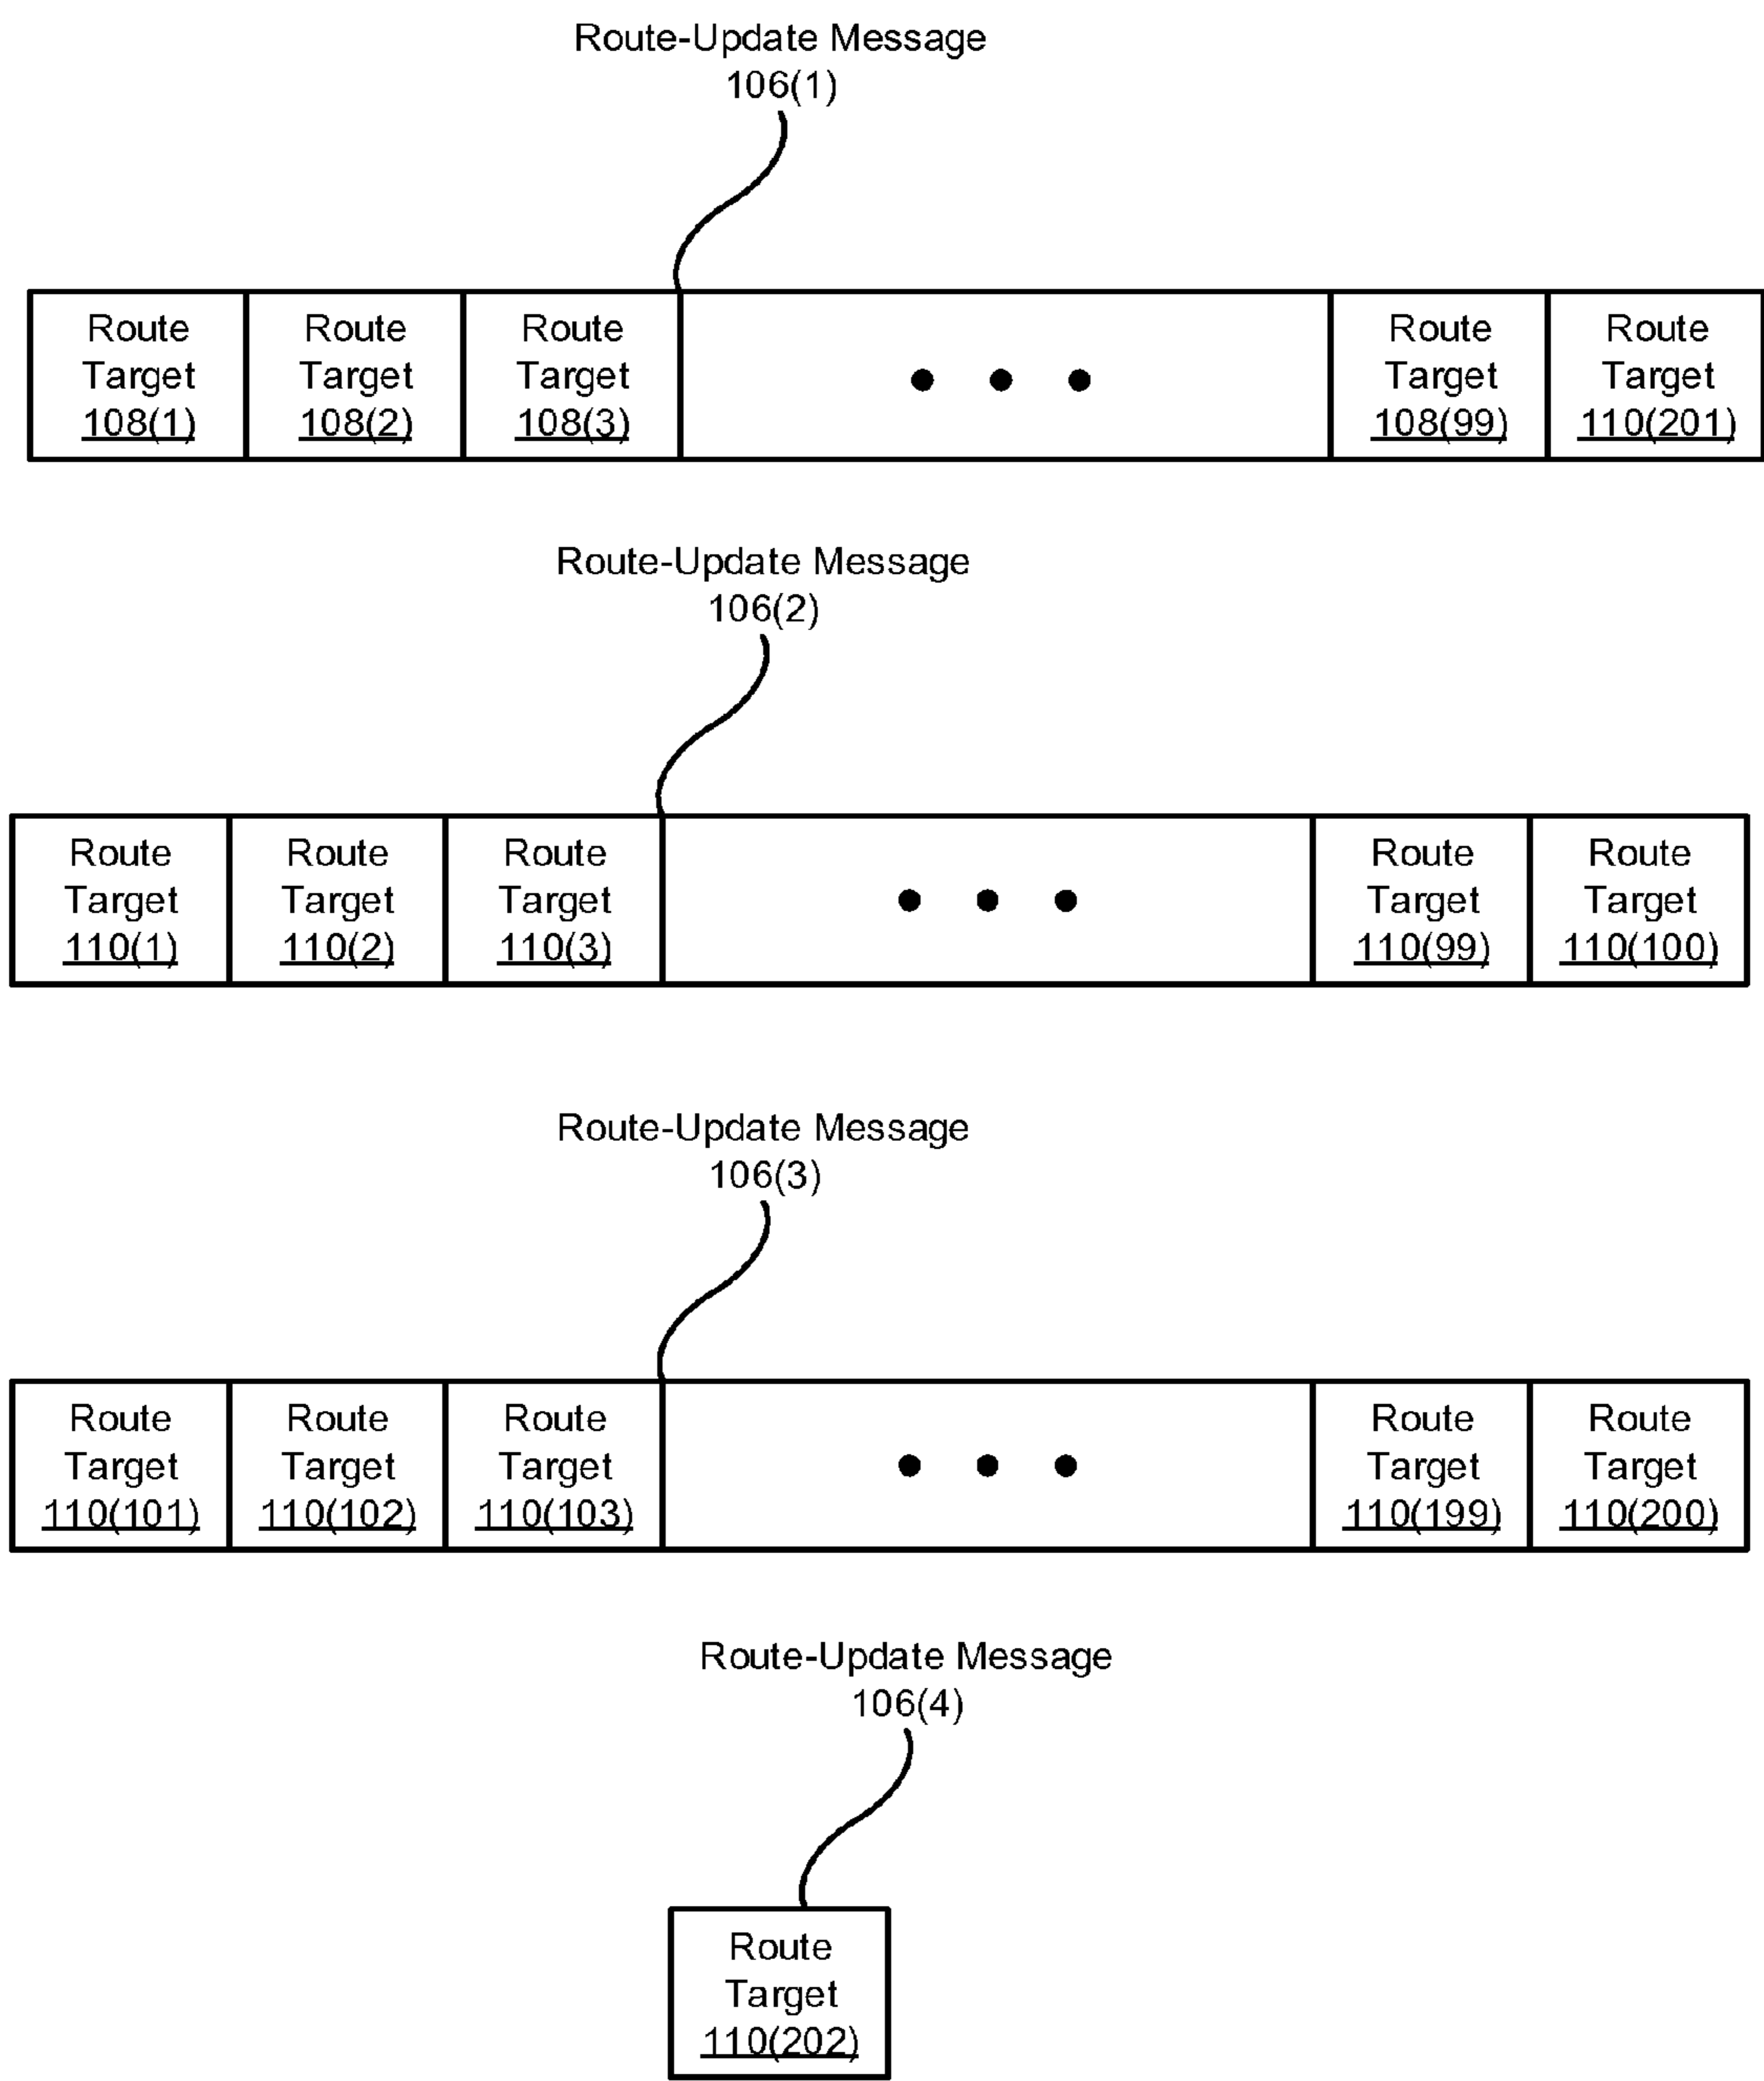 Route-Update Message
106(1)
Route Target 108(1)
Route Target 108(2)
Route Target 108(3)
Route Target 108(99)
Route Target 110(201)
Route-Update Message
106(2)
Route Target 110(1)
Route Target 110(2)
Route Target 110(3)
Route Target 110(99)
Route Target 110(100)
Route-Update Message
106(3)
Route Target 110(101)
Route Target 110(102)
Route Target 110(103)
Route Target 110(199)
Route Target 110(200)
Route-Update Message
106(4)
Route Target 110(202)